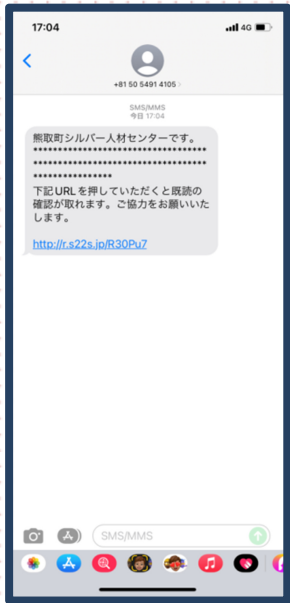 17:04
4G
+81 50 5491 4105
SMS/MMS
今日 17:04
熊取町シルバー人材センターです。
***********************************
***********************************
****************
下記URLを押していただくと既読の
確認が取れます。ご協力をお願いいた
します。
http://r.s22s.jp/R30Pu7
SMS/MMS